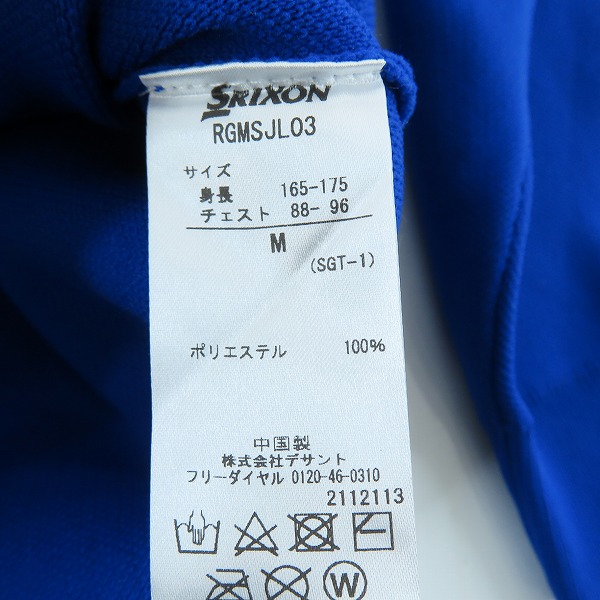 SRIXON
RGMSJL03
サイズ
身長 165-175
チェスト 88- 96
M
(SGT-1)
ポリエステル 100%
中国製
株式会社デサント
フリーダイヤル 0120-46-0310
2112113
W